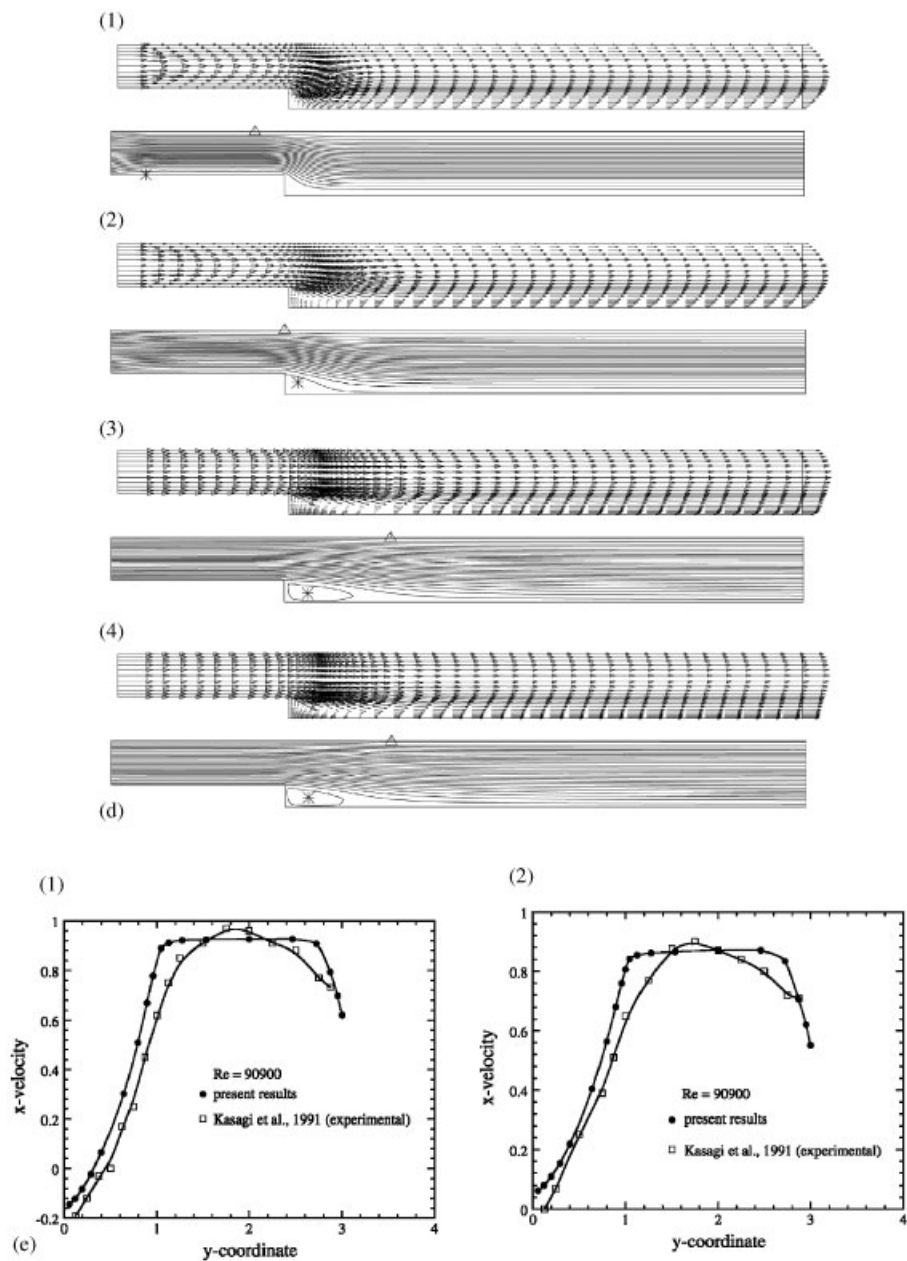 (1)
(2)
(3)
(4)
(d)
(1)
1
0.8
0.6
0.4
0.2
0
-0.2
x-velocity
Re = 90900
present results
Kasagi et al., 1991 (experimental)
0 1 2 3 4
y-coordinate
(2)
1
0.8
0.6
0.4
0.2
0
x-velocity
Re = 90900
present results
Kasagi et al., 1991 (experimental)
0 1 2 3 4
y-coordinate
(e)